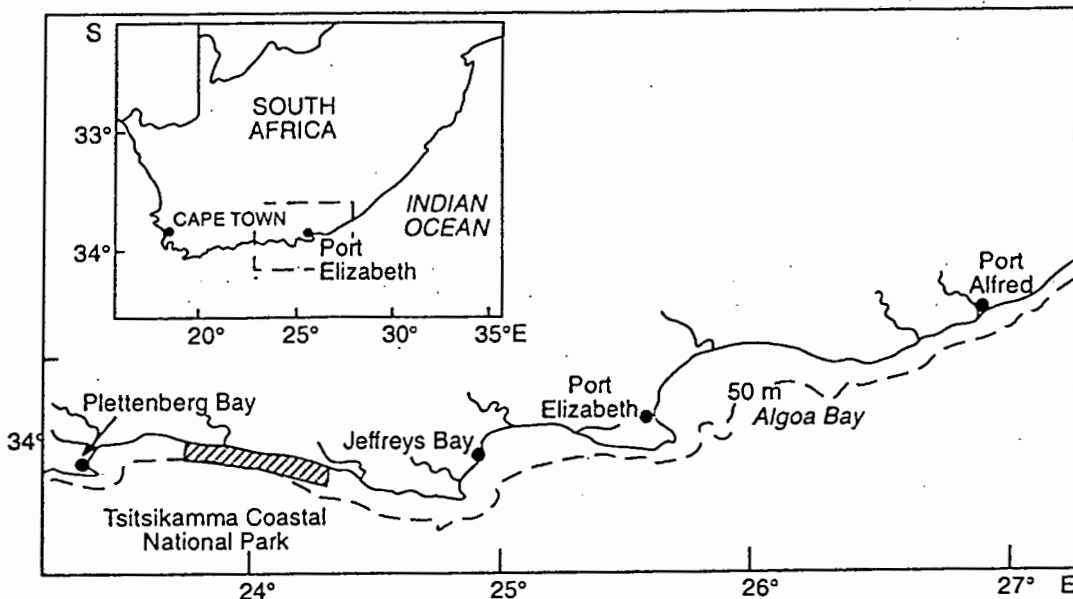 S
SOUTH
AFRICA
33°
INDIAN
OCEAN
CAPE TOWN
34°
Port
Elizabeth
20°
25°
30°
35°E
Port
Alfred
Plettenberg Bay
Port
Elizabeth
50 m
Algoa Bay
34°
Jeffreys Bay
Tsitsikamma Coastal
National Park
24°
25°
26°
27°
E